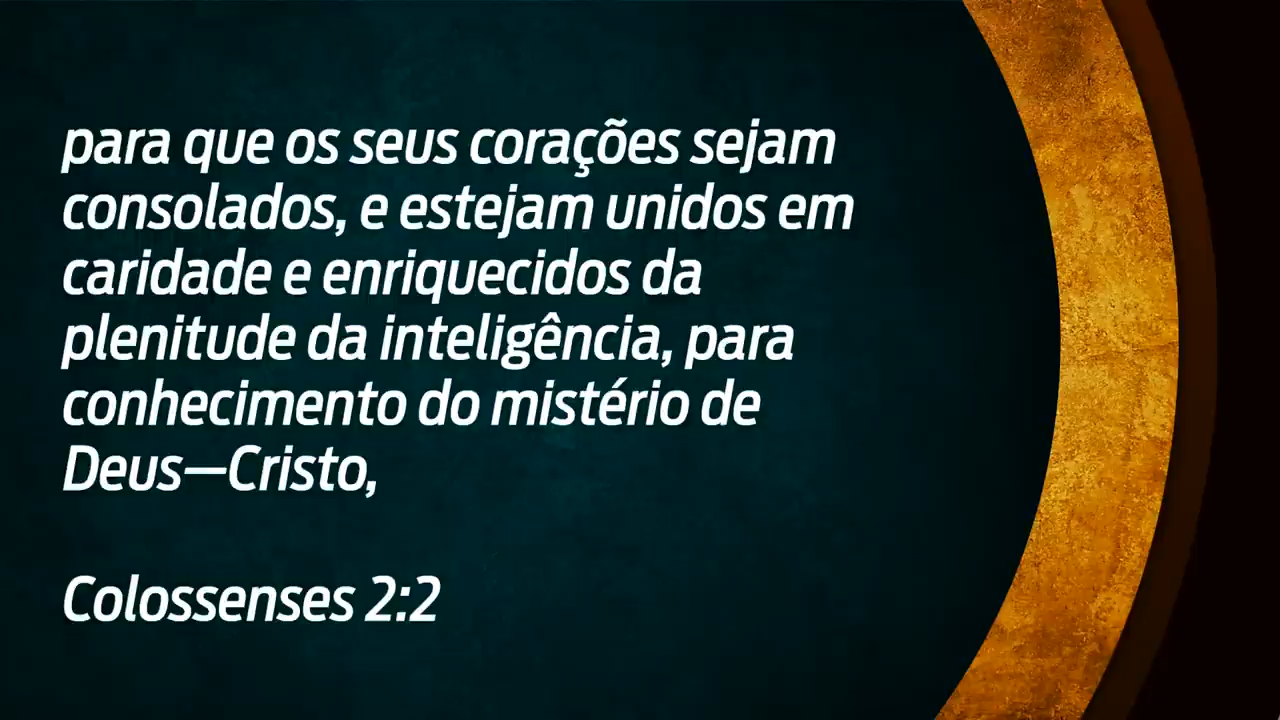 para que os seus corações sejam
consolados, e estejam unidos em
caridade e enriquecidos da
plenitude da inteligência, para
conhecimento do mistério de
Deus—Cristo,
Colossenses 2:2